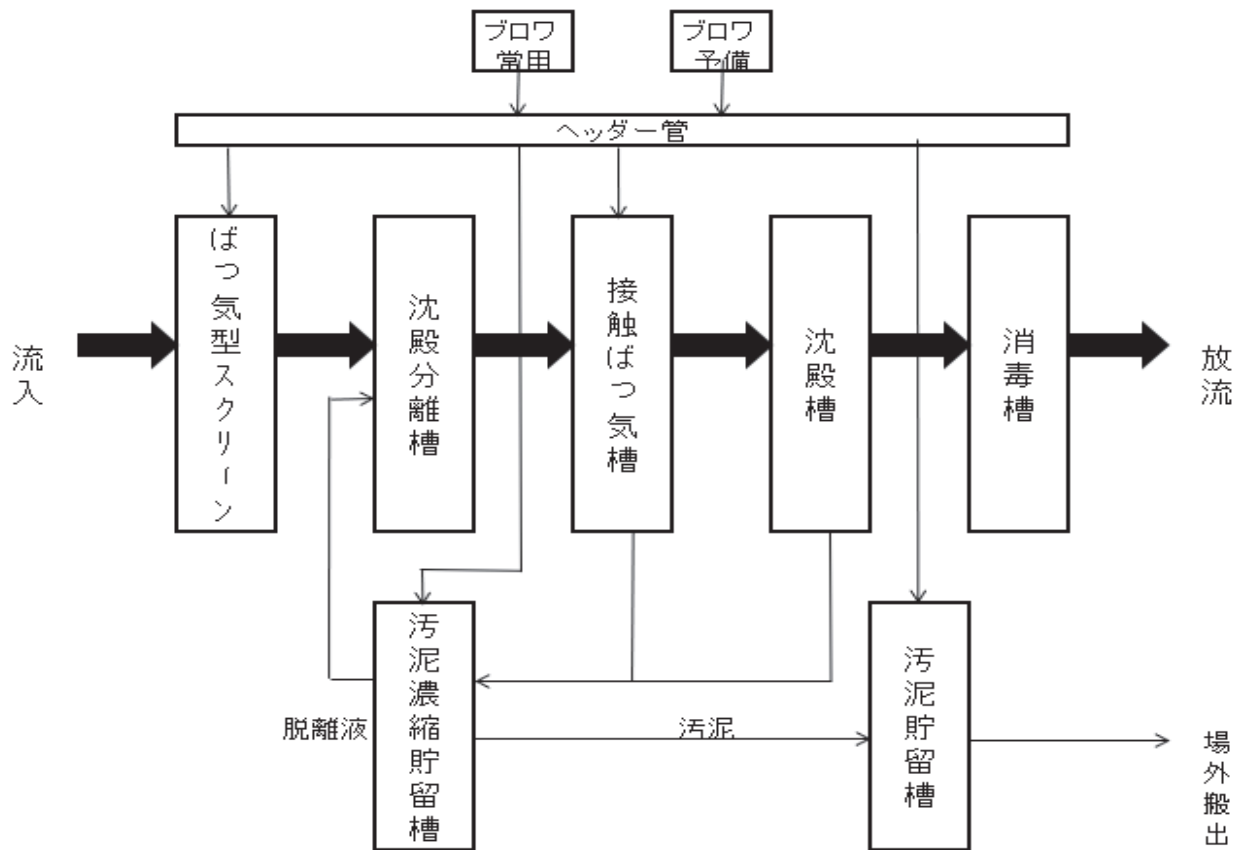 ブロワ
常用
ブロワ
予備
ヘッダー管
流入
ばっ気型スクリーン
沈殿分離槽
接触ばっ気槽
沈殿槽
消毒槽
放流
脱離液
汚泥濃縮貯留槽
汚泥
汚泥貯留槽
場外搬出